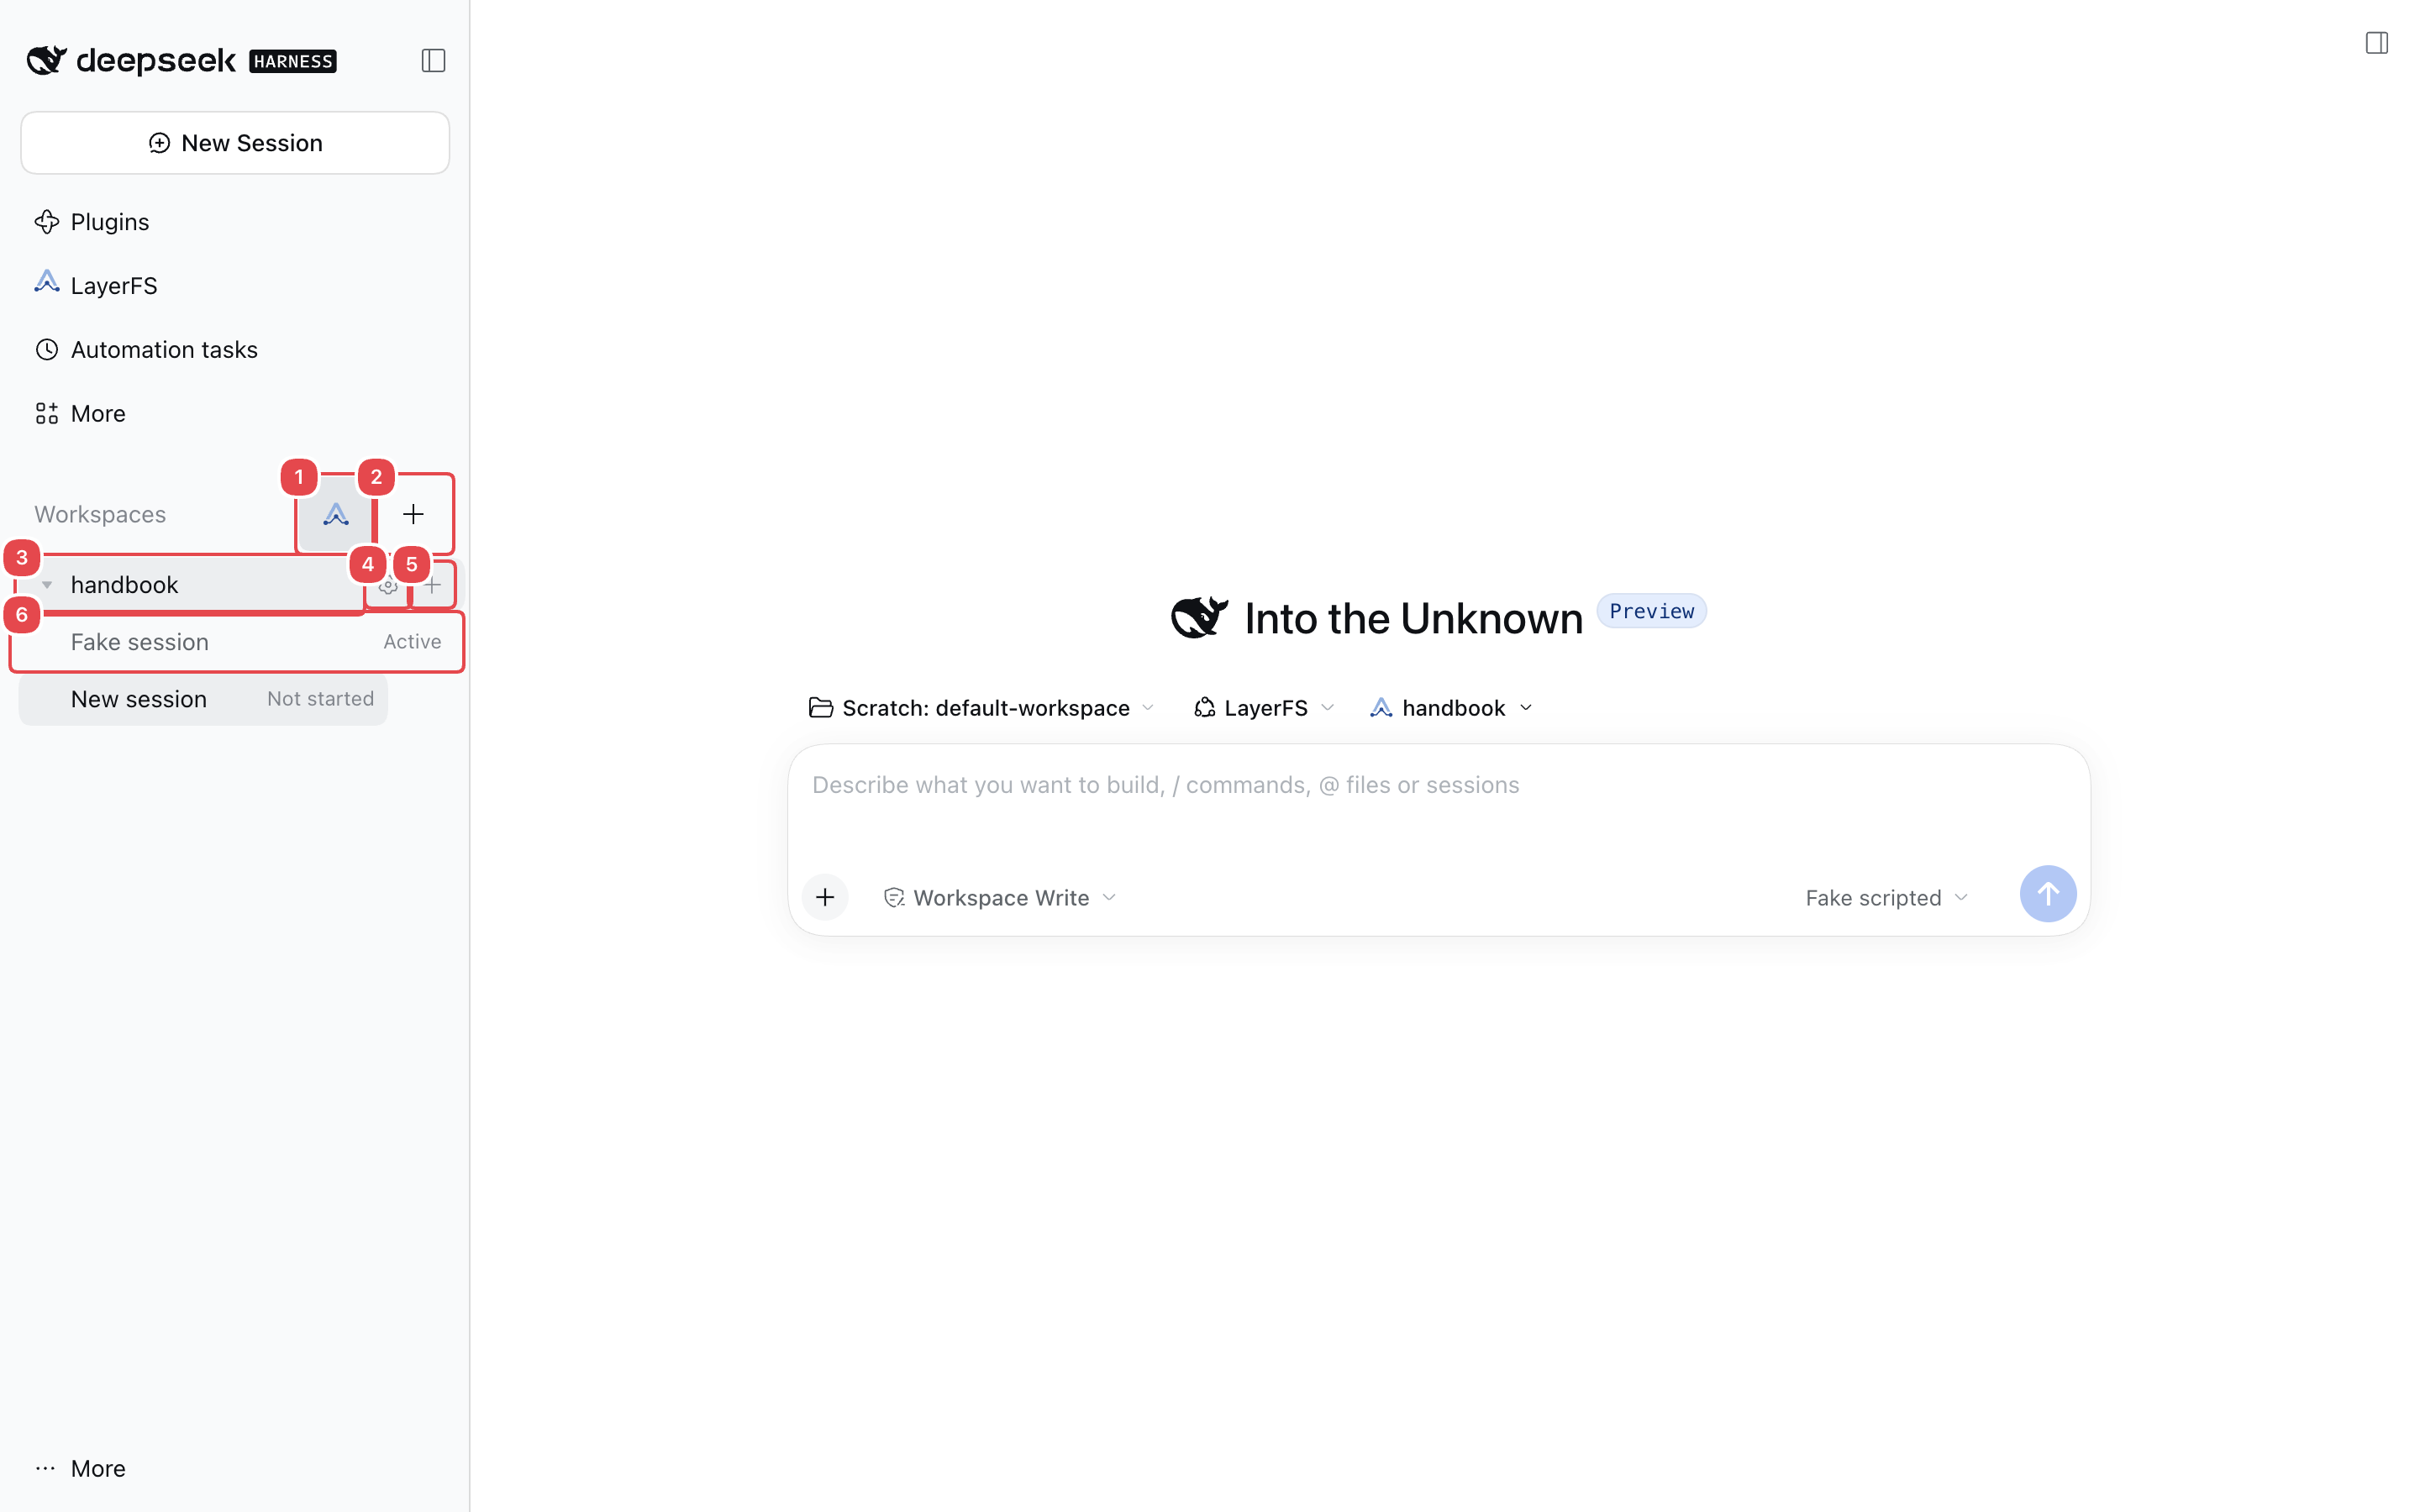 deepseek HARNESS
New Session
Plugins
LayerFS
Automation tasks
More
1 2
Workspaces
3 4 5
handbook
6
Fake session Active
New session Not started
More
Into the Unknown Preview
Scratch: default-workspace LayerFS handbook
Describe what you want to build, / commands, @ files or sessions
Workspace Write Fake scripted